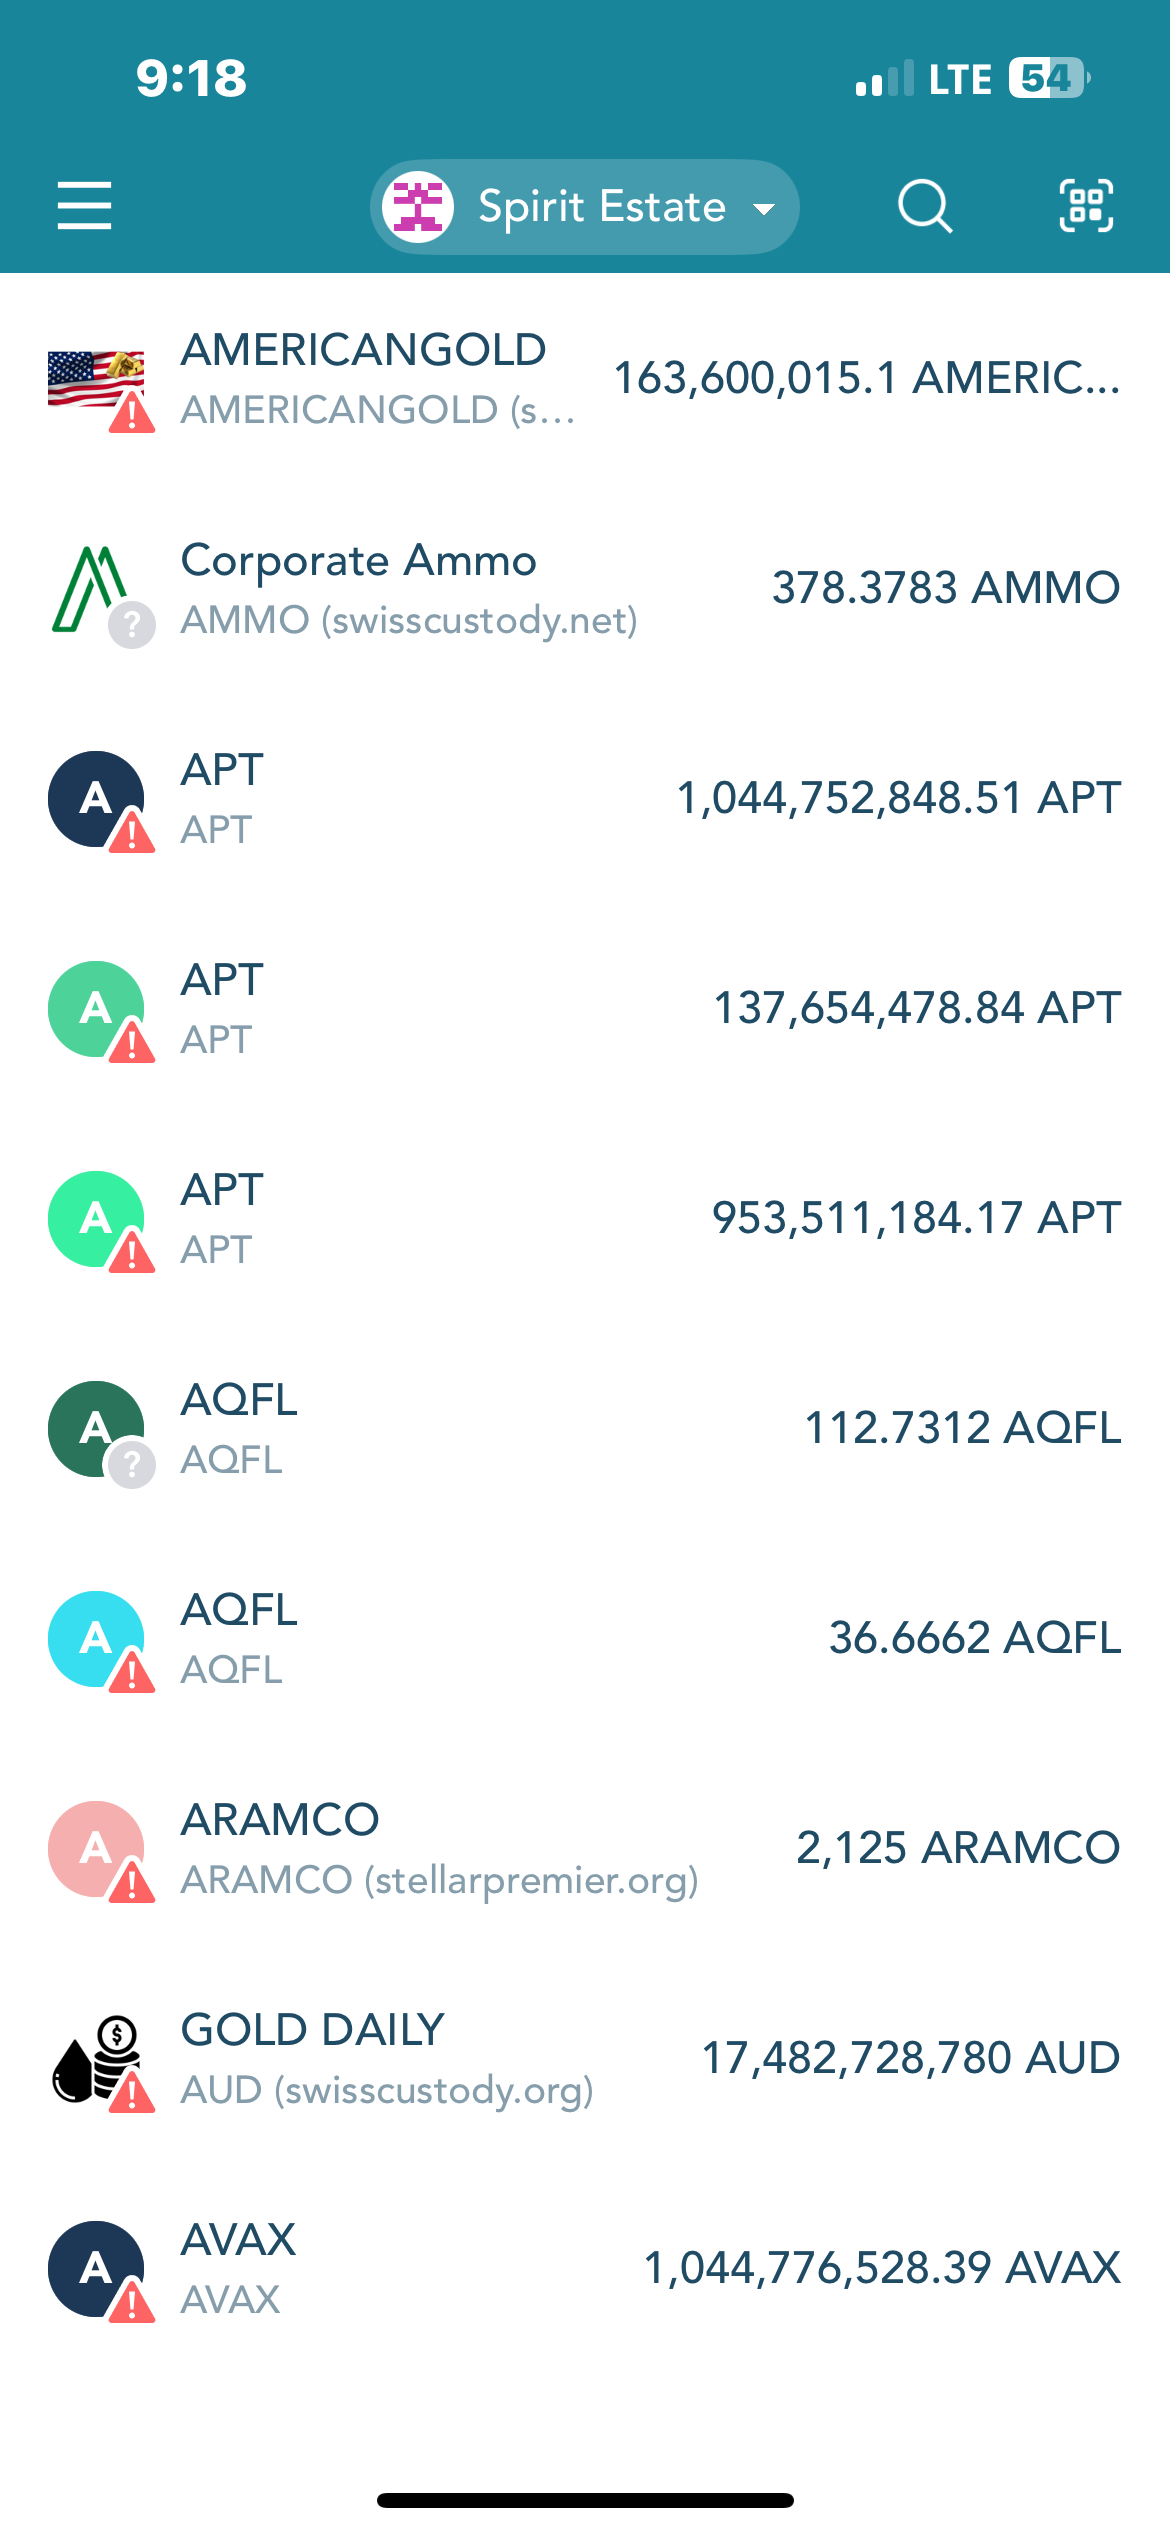 9:18
LTE 54
Spirit Estate
AMERICANGOLD
163,600,015.1 AMERIC...
AMERICANGOLD (s...
Corporate Ammo
378.3783 AMMO
AMMO (swisscustody.net)
A
APT
1,044,752,848.51 APT
APT
A
APT
137,654,478.84 APT
APT
A
APT
953,511,184.17 APT
APT
A
AQFL
112.7312 AQFL
AQFL
A
AQFL
36.6662 AQFL
AQFL
A
ARAMCO
2,125 ARAMCO
ARAMCO (stellarpremier.org)
GOLD DAILY
17,482,728,780 AUD
AUD (swisscustody.org)
A
AVAX
1,044,776,528.39 AVAX
AVAX